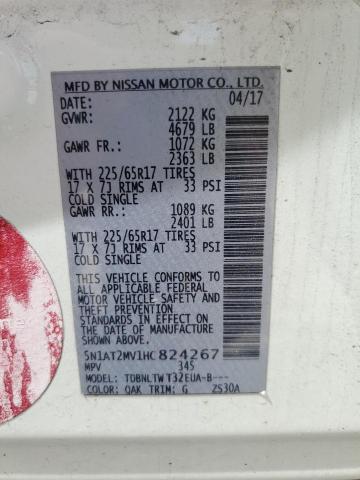 MFD BY NISSAN MOTOR CO., LTD.
DATE: 04/17
GVWR: 2122 KG
4679 LB
GAWR FR.: 1072 KG
2363 LB
WITH 225/65R17 TIRES
17 X 7J RIMS AT 33 PSI
COLD SINGLE
GAWR RR.: 1089 KG
2401 LB
WITH 225/65R17 TIRES
17 X 7J RIMS AT 33 PSI
COLD SINGLE
THIS VEHICLE CONFORMS TO
ALL APPLICABLE FEDERAL
MOTOR VEHICLE SAFETY
AND THEFT PREVENTION
STANDARDS IN EFFECT ON
THE DATE OF MANUFACTURE
SHOWN ABOVE.
5N1AT2MV1HC 824267
MPV 345
MODEL: TDBNLTWT32EUA-B---
COLOR: QAK TRIM: G ZS30A